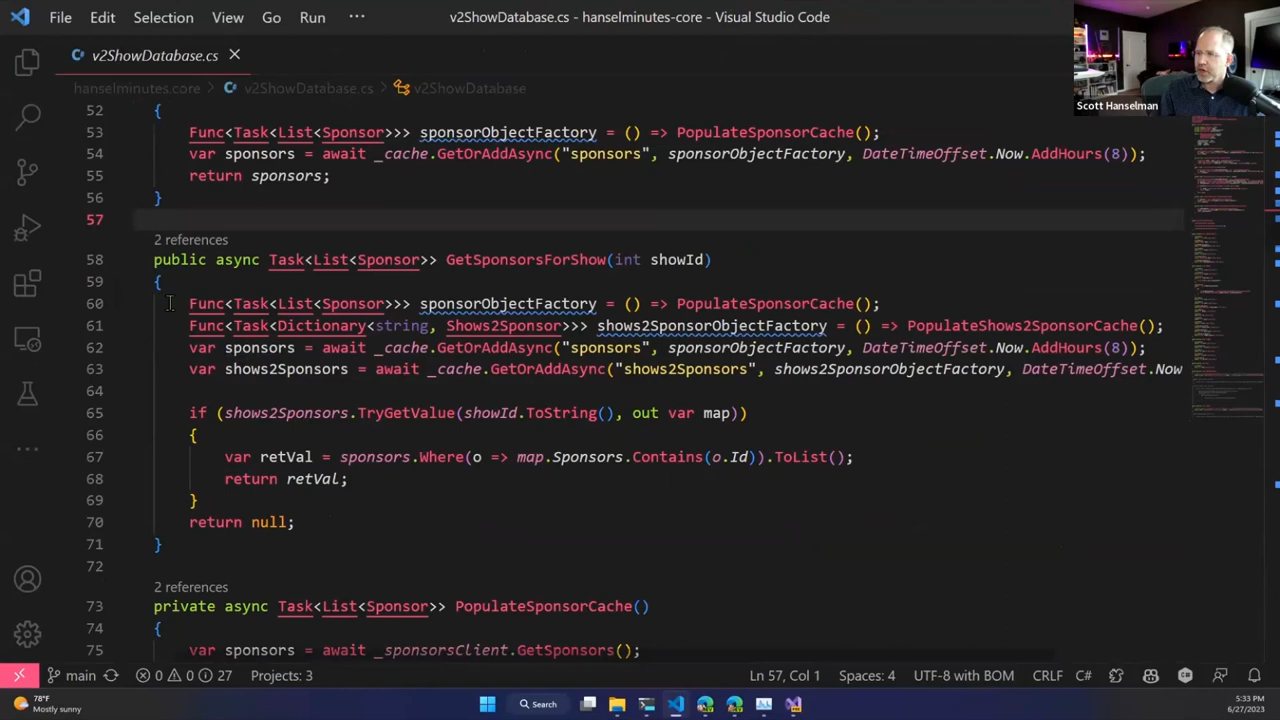 File Edit Selection View Go Run ··· v2ShowDatabase.cs - hanselminutes-core - Visual Studio Code
v2ShowDatabase.cs
hanselminutes.core > v2ShowDatabase.cs > v2ShowDatabase
Scott Hanselman
52 {
53 Func<Task<List<Sponsor>>> sponsorObjectFactory = () => PopulateSponsorCache();
54 var sponsors = await _cache.GetOrAddAsync("sponsors", sponsorObjectFactory, DateTimeOffset.Now.AddHours(8));
55 return sponsors;
56 }
57
2 references
58 public async Task<List<Sponsor>> GetSponsorsForShow(int showId)
59 {
60 Func<Task<List<Sponsor>>> sponsorObjectFactory = () => PopulateSponsorCache();
61 Func<Task<Dictionary<string, Shows2Sponsor>>> shows2SponsorObjectFactory = () => PopulateShows2SponsorCache();
62 var sponsors = await _cache.GetOrAddAsync("sponsors", sponsorObjectFactory, DateTimeOffset.Now.AddHours(8));
63 var shows2Sponsors = await _cache.GetOrAddAsync("shows2Sponsors", shows2SponsorObjectFactory, DateTimeOffset.Now
64
65 if (shows2Sponsors.TryGetValue(showId.ToString(), out var map))
66 {
67 var retVal = sponsors.Where(o => map.Sponsors.Contains(o.Id)).ToList();
68 return retVal;
69 }
70 return null;
71 }
72
2 references
73 private async Task<List<Sponsor>> PopulateSponsorCache()
74 {
75 var sponsors = await _sponsorsClient.GetSponsors();
main 0 0 27 Projects: 3 Ln 57, Col 1 Spaces: 4 UTF-8 with BOM CRLF C#
78°F
Mostly sunny
Search
5:33 PM
6/27/2023